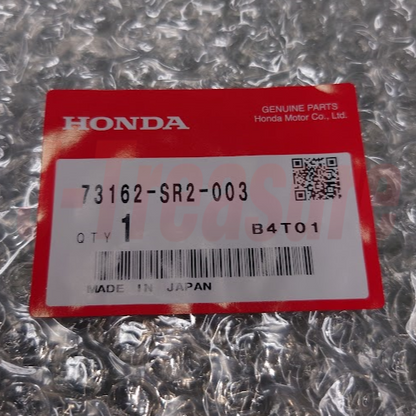 HONDA
GENUINE PARTS
Honda Motor Co., Ltd.
73162-SR2-003
QTY 1
B4T01
MADE IN JAPAN